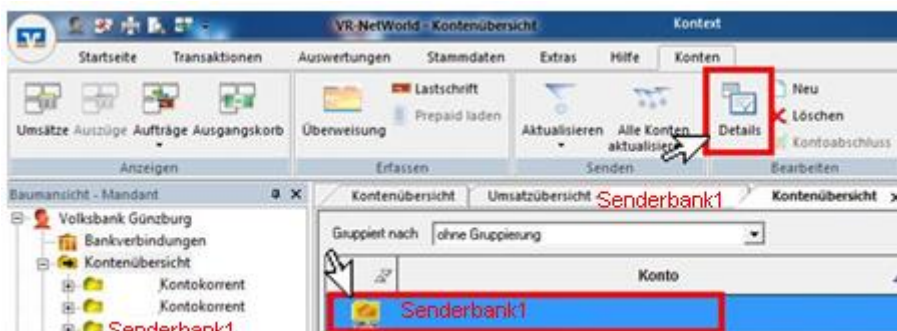 VR-NetWorld - Kontenübersicht
Kontext
Startseite Transaktionen Auswertungen Stammdaten Extras Hilfe Konten
Umsätze Auszüge Aufträge Ausgangskorb
Anzeigen
Überweisung
Lastschrift
Prepaid laden
Erfassen
Aktualisieren
Alle Konten
aktualisieren
Senden
Details
Neu
Löschen
Kontoabschluss
Bearbeiten
Baumansicht - Mandant
Volksbank Günzburg
Bankverbindungen
Kontenübersicht
Kontokorrent
Kontokorrent
Senderbank1
Kontenübersicht Umsatzübersicht Senderbank1 Kontenübersicht
Gruppiert nach ohne Gruppierung
Konto
Senderbank1